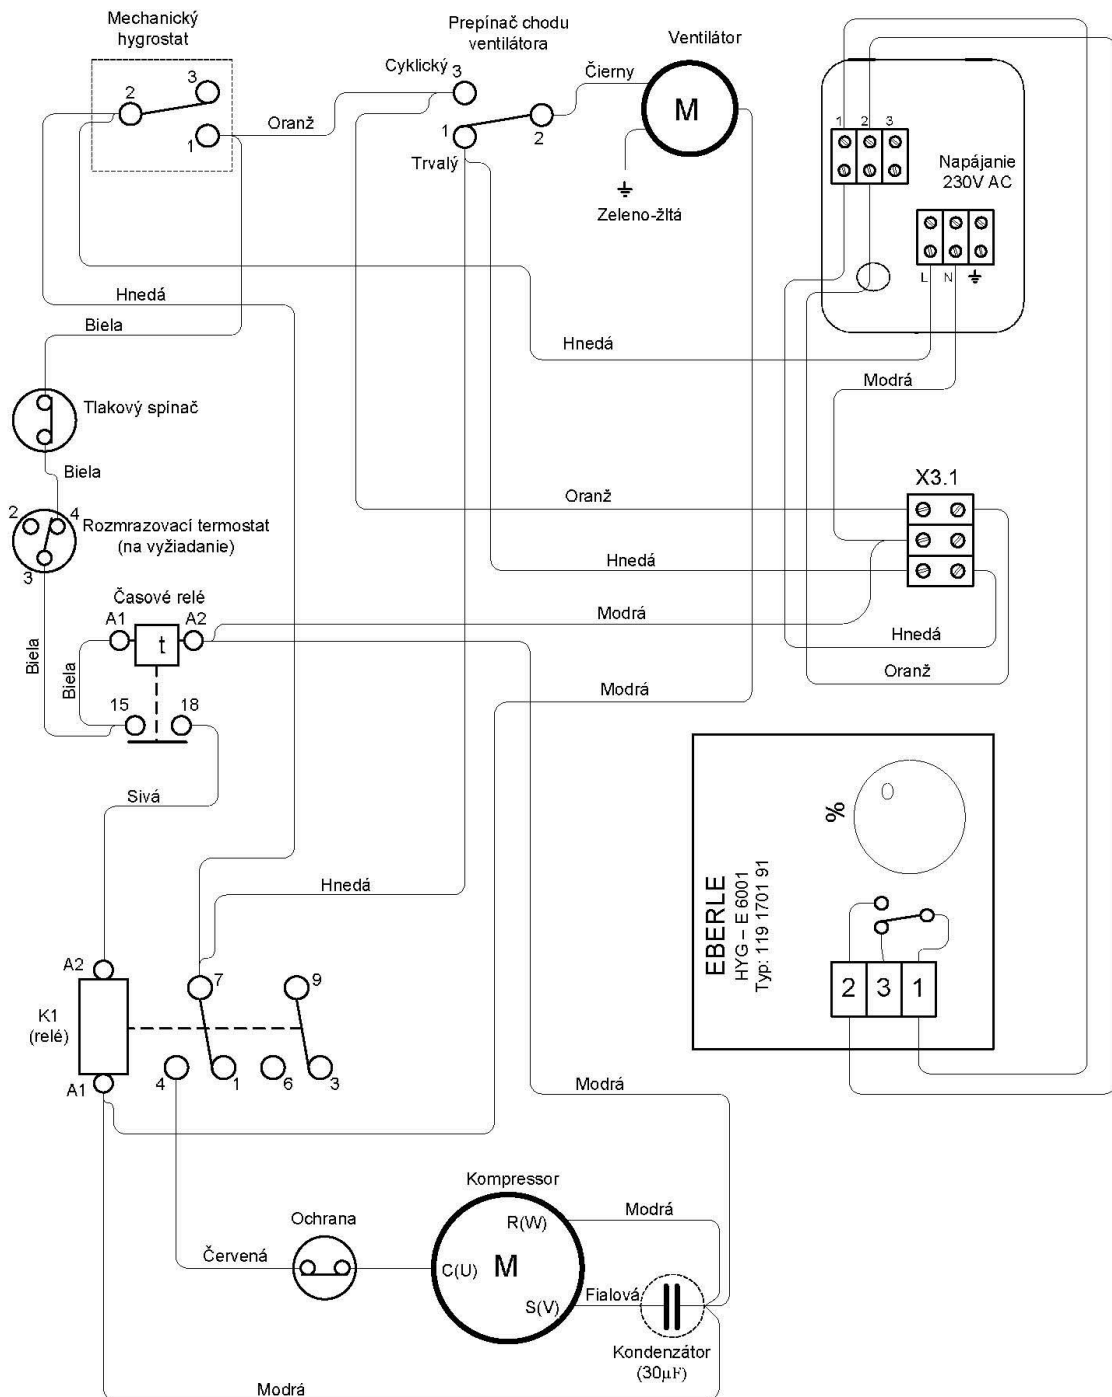 Mechanický
hygrostat
3
2
1
Oranž
Prepínač chodu
ventilátora
Cyklický
3
1
2
Trvalý
Čierny
Ventilátor
M
Zeleno-žltá
1 2 3
Napájanie
230V AC
L N
Hnedá
Biela
Hnedá
Modrá
Tlakový spínač
Biela
2 4
3
Rozmrazovací termostat
(na vyžiadanie)
Oranž
X3.1
Hnedá
Časové relé
A1
t
A2
Modrá
Hnedá
Oranž
Biela
Biela
Modrá
15
18
Sivá
Hnedá
%
EBERLE
HYG – E 6001
Typ: 119 1701 91
2 3 1
A2
K1
(relé)
A1
7
9
4
1
6
3
Modrá
Kompressor
R(W)
C(U)
M
S(V)
Modrá
Ochrana
Červená
Fialová
Kondenzátor
(30µF)
Modrá